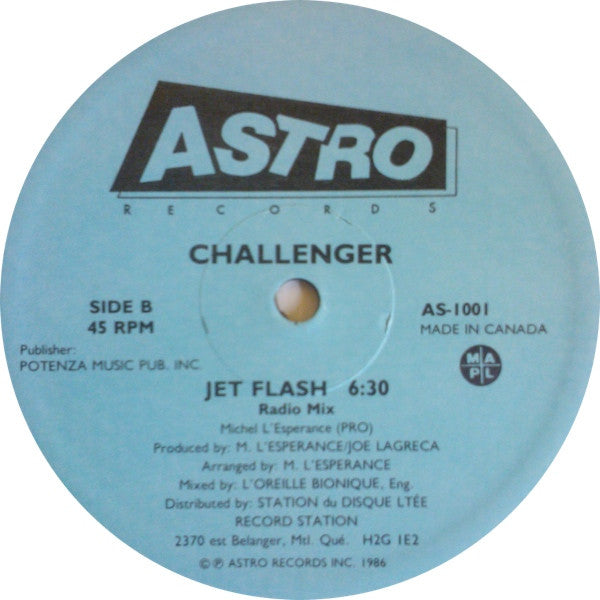 ASTRO
RECORDS
CHALLENGER
SIDE B
45 RPM
AS-1001
MADE IN CANADA
Publisher:
POTENZA MUSIC PUB. INC.
M A
P L
JET FLASH 6:30
Radio Mix
Michel L'Esperance (PRO)
Produced by: M. L'ESPERANCE/JOE LAGRECA
Arranged by: M. L'ESPERANCE
Mixed by: L'OREILLE BIONIQUE, Eng.
Distributed by: STATION du DISQUE LTÉE
RECORD STATION
2370 est Belanger, Mtl. Qué. H2G 1E2
©℗ ASTRO RECORDS INC. 1986